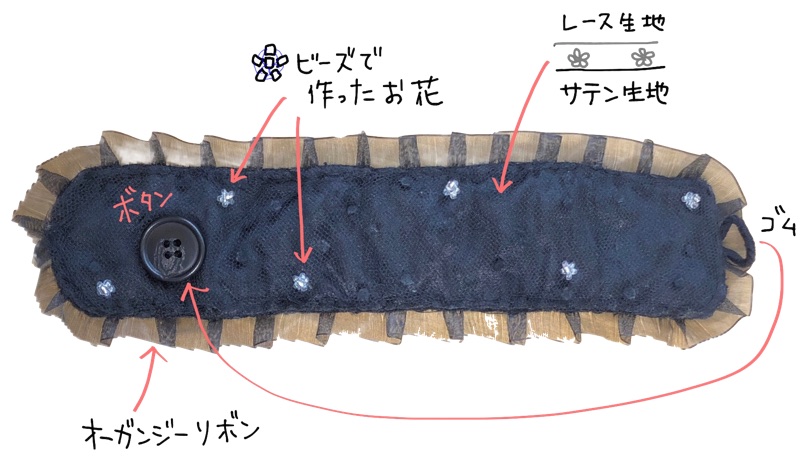 レース生地
サテン生地
ビーズで
作ったお花
ボタン
ゴム
オーガンジーリボン